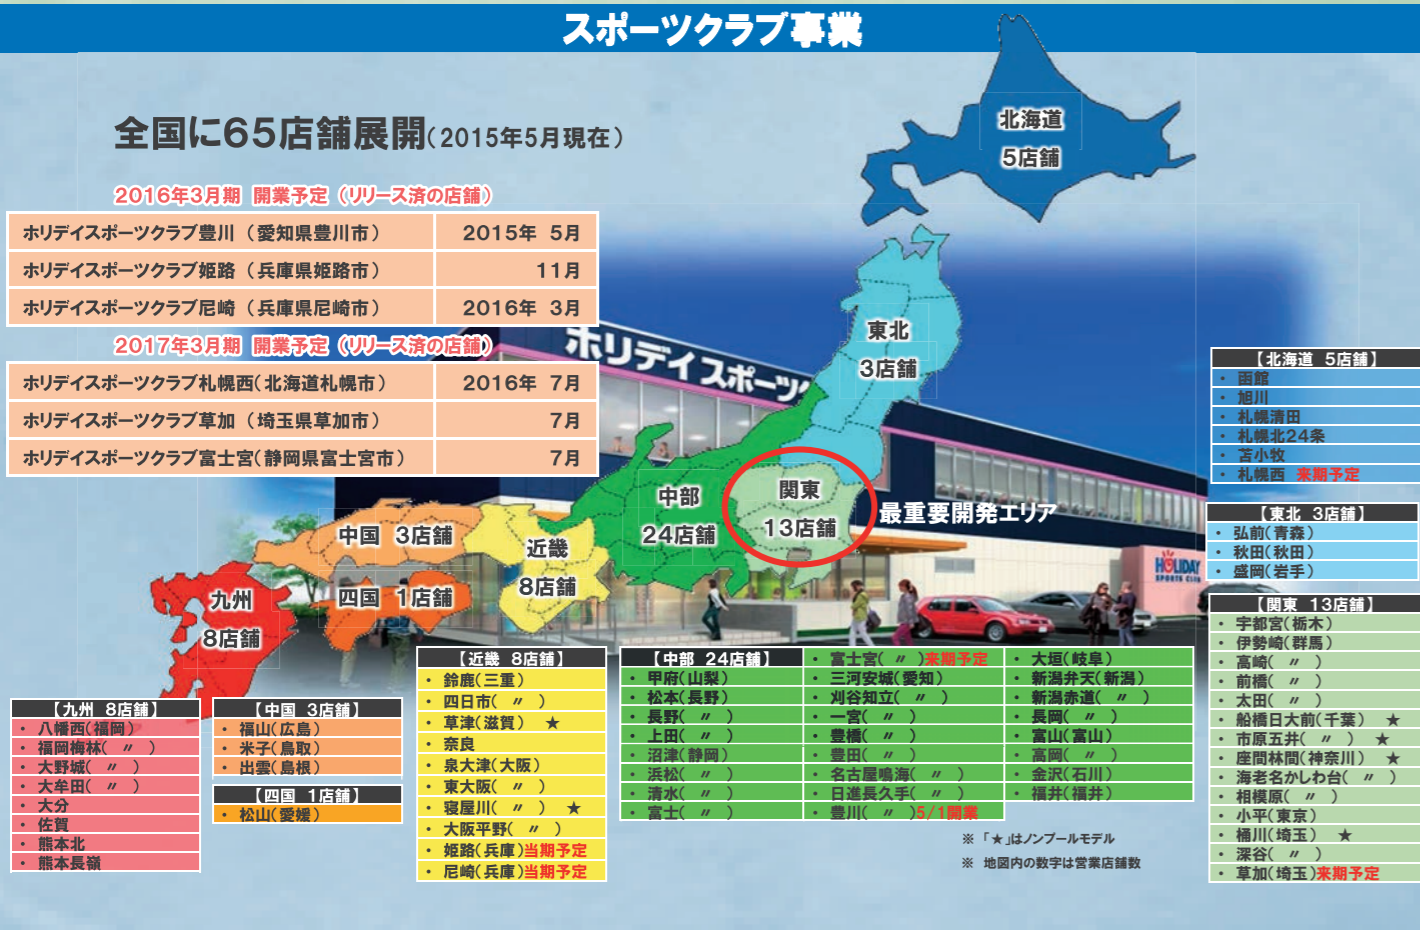 スポーツクラブ事業
全国に65店舗展開(2015年5月現在)
2016年3月期 開業予定 (リリース済の店舗)
ホリデイスポーツクラブ豊川 (愛知県豊川市) 2015年 5月
ホリデイスポーツクラブ姫路 (兵庫県姫路市) 11月
ホリデイスポーツクラブ尼崎 (兵庫県尼崎市) 2016年 3月
2017年3月期 開業予定 (リリース済の店舗)
ホリデイスポーツクラブ札幌西(北海道札幌市) 2016年 7月
ホリデイスポーツクラブ草加 (埼玉県草加市) 7月
ホリデイスポーツクラブ富士宮(静岡県富士宮市) 7月
ホリデイスポーツク
北海道
5店舗
東北
3店舗
関東
13店舗
最重要開発エリア
中部
24店舗
近畿
8店舗
中国 3店舗
四国 1店舗
九州
8店舗
HOLIDAY
SPORTS CLUB
【九州 8店舗】
・ 八幡西(福岡)
・ 福岡梅林( 〃 )
・ 大野城( 〃 )
・ 大牟田( 〃 )
・ 大分
・ 佐賀
・ 熊本北
・ 熊本長嶺
【中国 3店舗】
・ 福山(広島)
・ 米子(鳥取)
・ 出雲(島根)
【四国 1店舗】
・ 松山(愛媛)
【近畿 8店舗】
・ 鈴鹿(三重)
・ 四日市( 〃 )
・ 草津(滋賀) ★
・ 奈良
・ 泉大津(大阪)
・ 東大阪( 〃 )
・ 寝屋川( 〃 ) ★
・ 大阪平野( 〃 )
・ 姫路(兵庫)当期予定
・ 尼崎(兵庫)当期予定
【中部 24店舗】
・ 甲府(山梨)
・ 松本(長野)
・ 長野( 〃 )
・ 上田( 〃 )
・ 沼津(静岡)
・ 浜松( 〃 )
・ 清水( 〃 )
・ 富士( 〃 )
・ 富士宮( 〃 )来期予定
・ 三河安城(愛知)
・ 刈谷知立( 〃 )
・ 一宮( 〃 )
・ 豊橋( 〃 )
・ 豊田( 〃 )
・ 名古屋鳴海( 〃 )
・ 日進長久手( 〃 )
・ 豊川( 〃 )5/1開業
・ 大垣(岐阜)
・ 新潟弁天(新潟)
・ 新潟赤道( 〃 )
・ 長岡( 〃 )
・ 富山(富山)
・ 高岡( 〃 )
・ 金沢(石川)
・ 福井(福井)
※ 「★」はノンプールモデル
※ 地図内の数字は営業店舗数
【北海道 5店舗】
・ 函館
・ 旭川
・ 札幌清田
・ 札幌北24条
・ 苫小牧
・ 札幌西 来期予定
【東北 3店舗】
・ 弘前(青森)
・ 秋田(秋田)
・ 盛岡(岩手)
【関東 13店舗】
・ 宇都宮(栃木)
・ 伊勢崎(群馬)
・ 高崎( 〃 )
・ 前橋( 〃 )
・ 太田( 〃 )
・ 船橋日大前(千葉) ★
・ 市原五井( 〃 ) ★
・ 座間林間(神奈川) ★
・ 海老名かしわ台( 〃 )
・ 相模原( 〃 )
・ 小平(東京)
・ 桶川(埼玉) ★
・ 深谷( 〃 )
・ 草加(埼玉)来期予定